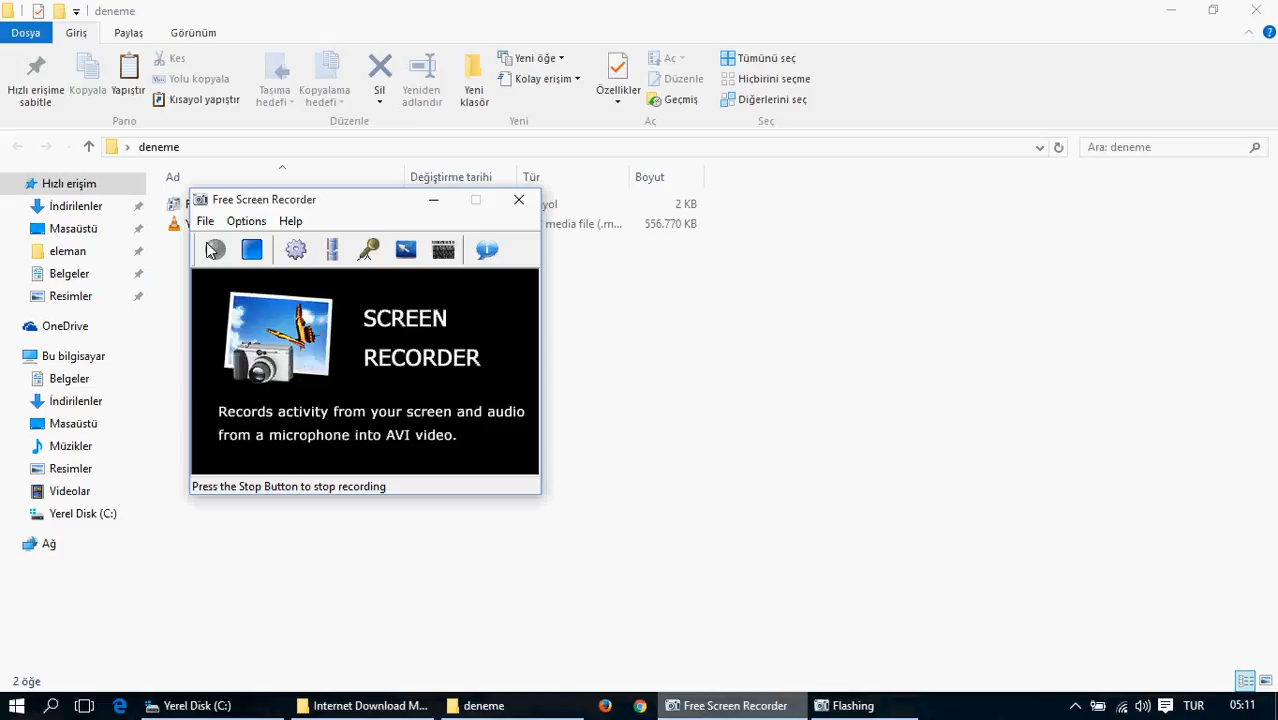 deneme
Dosya Giriş Paylaş Görünüm
Hızlı erişime sabitle
Kopyala
Yapıştır
Kes
Yolu kopyala
Kısayol yapıştır
Pano
Taşıma hedefi
Kopyalama hedefi
Sil
Yeniden adlandır
Düzenle
Yeni klasör
Yeni öğe
Kolay erişim
Yeni
Özellikler
Aç
Düzenle
Geçmiş
Aç
Tümünü seç
Hiçbirini seçme
Diğerlerini seç
Seç
deneme
Ara: deneme
Hızlı erişim
İndirilenler
Masaüstü
eleman
Belgeler
Resimler
OneDrive
Bu bilgisayar
Belgeler
İndirilenler
Masaüstü
Müzikler
Resimler
Videolar
Yerel Disk (C:)
Ağ
Ad Değiştirme tarihi Tür Boyut
yol 2 KB
media file (.m... 556.770 KB
Free Screen Recorder
File Options Help
SCREEN
RECORDER
Records activity from your screen and audio
from a microphone into AVI video.
Press the Stop Button to stop recording
2 öğe
Yerel Disk (C:) Internet Download M... deneme Free Screen Recorder Flashing TUR 05:11